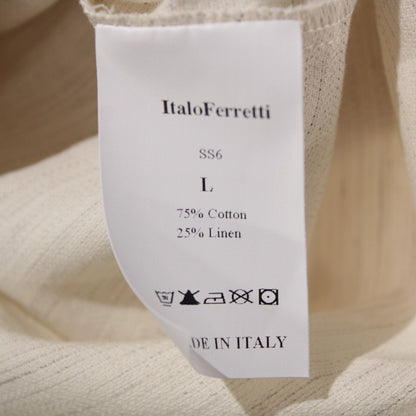 ItaloFerretti
SS6
L
75% Cotton
25% Linen
DE IN ITALY